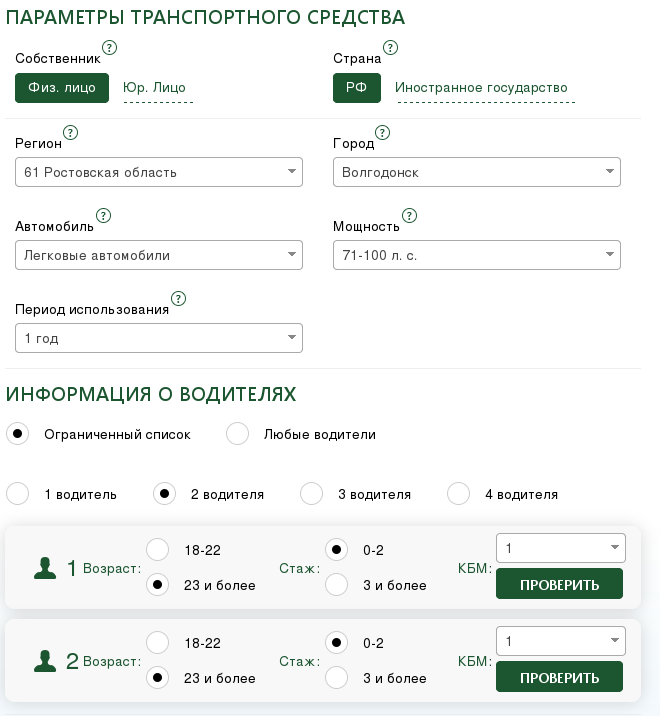 ПАРАМЕТРЫ ТРАНСПОРТНОГО СРЕДСТВА
Собственник ?
Страна ?
Физ. лицо Юр. Лицо
РФ Иностранное государство
Регион ?
Город ?
61 Ростовская область
Волгодонск
Автомобиль ?
Мощность ?
Легковые автомобили
71-100 л. с.
Период использования ?
1 год
ИНФОРМАЦИЯ О ВОДИТЕЛЯХ
Ограниченный список Любые водители
1 водитель 2 водителя 3 водителя 4 водителя
18-22 0-2 1
1 Возраст: Стаж: КБМ:
23 и более 3 и более ПРОВЕРИТЬ
18-22 0-2 1
2 Возраст: Стаж: КБМ:
23 и более 3 и более ПРОВЕРИТЬ